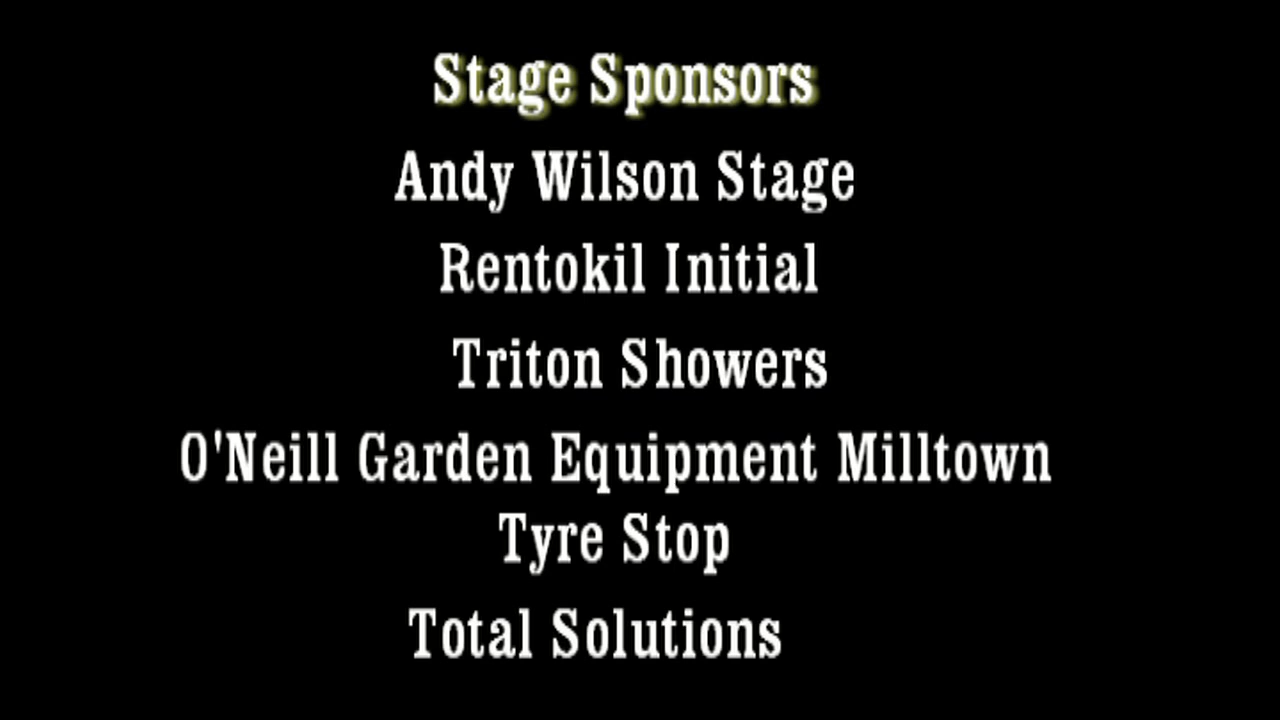 Stage Sponsors
Andy Wilson Stage
Rentokil Initial
Triton Showers
O'Neill Garden Equipment Milltown
Tyre Stop
Total Solutions